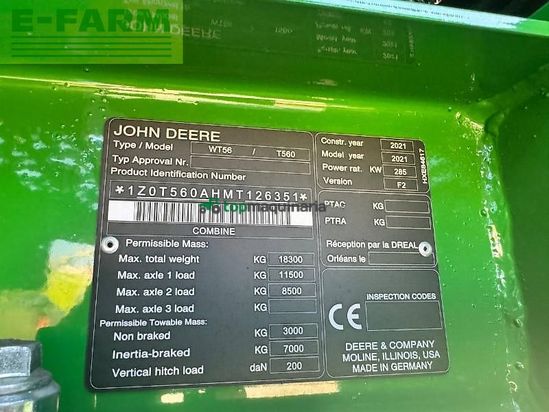 E-FARM
JOHN DEERE
Type / Model WT56 / T560
Typ Approval Nr.
Product Identification Number
*1Z0T560AHMT126351*
topmaquinaria
COMBINE
Permissible Mass:
Max. total weight KG 18300
Max. axle 1 load KG 11500
Max. axle 2 load KG 8500
Max. axle 3 load KG
Permissible Towable Mass:
Non braked KG 3000
Inertia-braked KG 7000
Vertical hitch load daN 200
Constr. year 2021
Model year 2021
Power rat. KW 285
Version F2
HXE84617
PTAC KG
PTRA KG
Réception par la DREAL
Orléans le
INSPECTION CODES
CE
DEERE & COMPANY
MOLINE, ILLINOIS, USA
MADE IN GERMANY